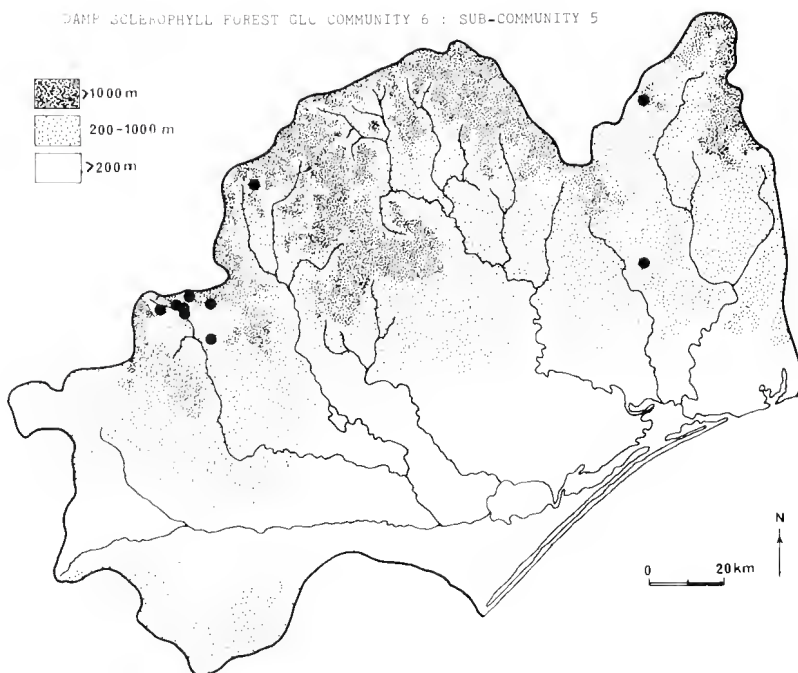 DAMP SCLEROPHYLL FOREST GLC COMMUNITY 6 : SUB-COMMUNITY 5
>1000 m
200-1000 m
>200 m
N
0 20 km